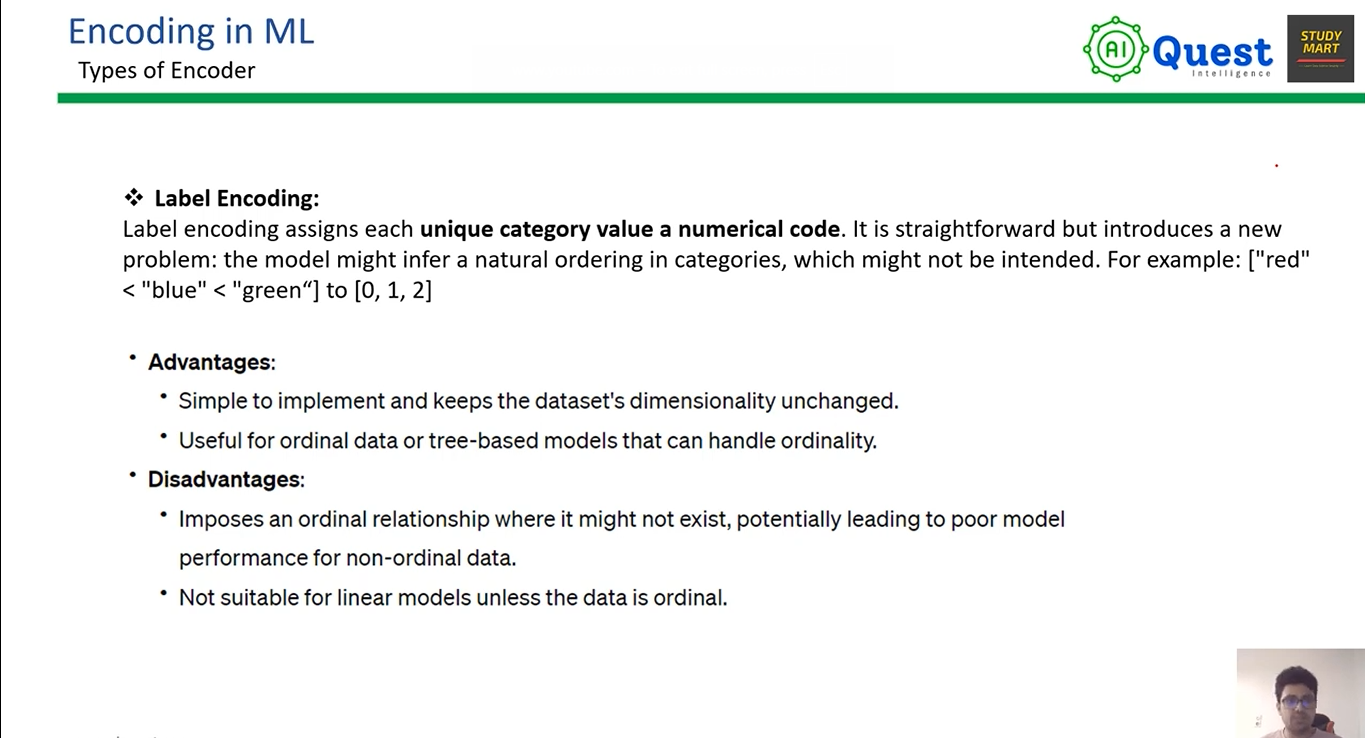 Encoding in ML
Types of Encoder
AI Quest
Intelligence
STUDY
MART
❖ Label Encoding:
Label encoding assigns each unique category value a numerical code. It is straightforward but introduces a new
problem: the model might infer a natural ordering in categories, which might not be intended. For example: ["red"
< "blue" < "green“] to [0, 1, 2]
• Advantages:
• Simple to implement and keeps the dataset's dimensionality unchanged.
• Useful for ordinal data or tree-based models that can handle ordinality.
• Disadvantages:
• Imposes an ordinal relationship where it might not exist, potentially leading to poor model
performance for non-ordinal data.
• Not suitable for linear models unless the data is ordinal.